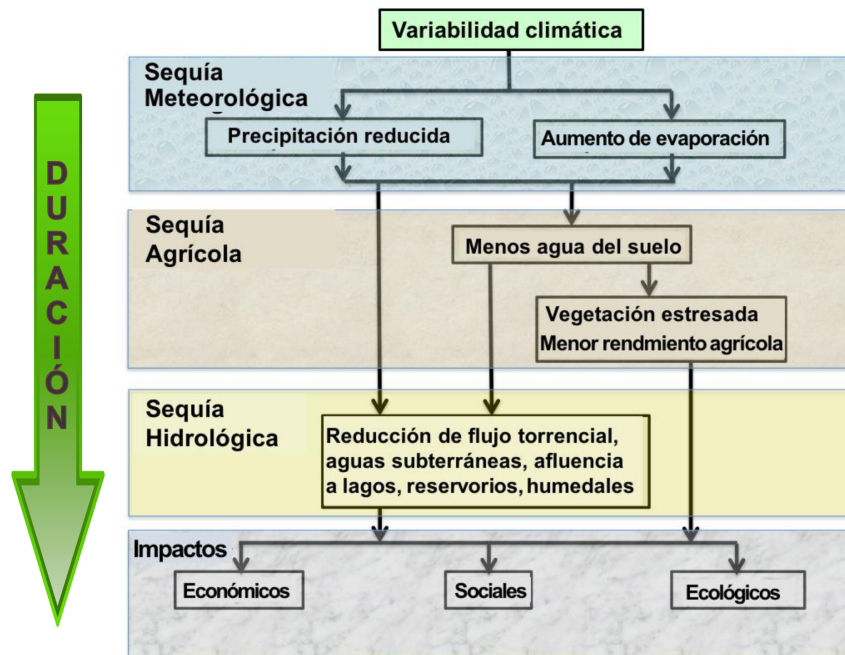 Variabilidad climática
DURACIÓN
Sequía
Meteorológica
Precipitación reducida
Aumento de evaporación
Sequía
Agrícola
Menos agua del suelo
Vegetación estresada
Menor rendmiento agrícola
Sequía
Hidrológica
Reducción de flujo torrencial,
aguas subterráneas, afluencia
a lagos, reservorios, humedales
Impactos
Económicos
Sociales
Ecológicos